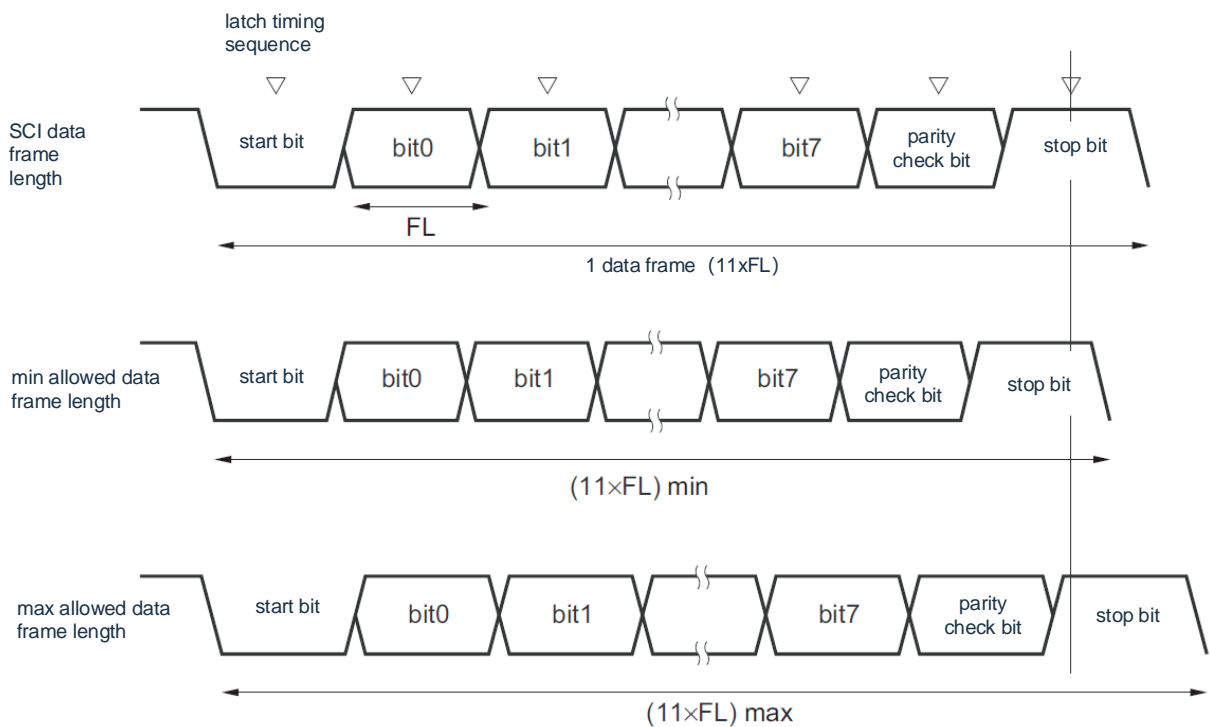 latch timing
sequence
SCI data
frame
length
start bit
bit0
bit1
bit7
parity
check bit
stop bit
FL
1 data frame (11xFL)
min allowed data
frame length
start bit
bit0
bit1
bit7
parity
check bit
stop bit
(11×FL) min
max allowed data
frame length
start bit
bit0
bit1
bit7
parity
check bit
stop bit
(11×FL) max